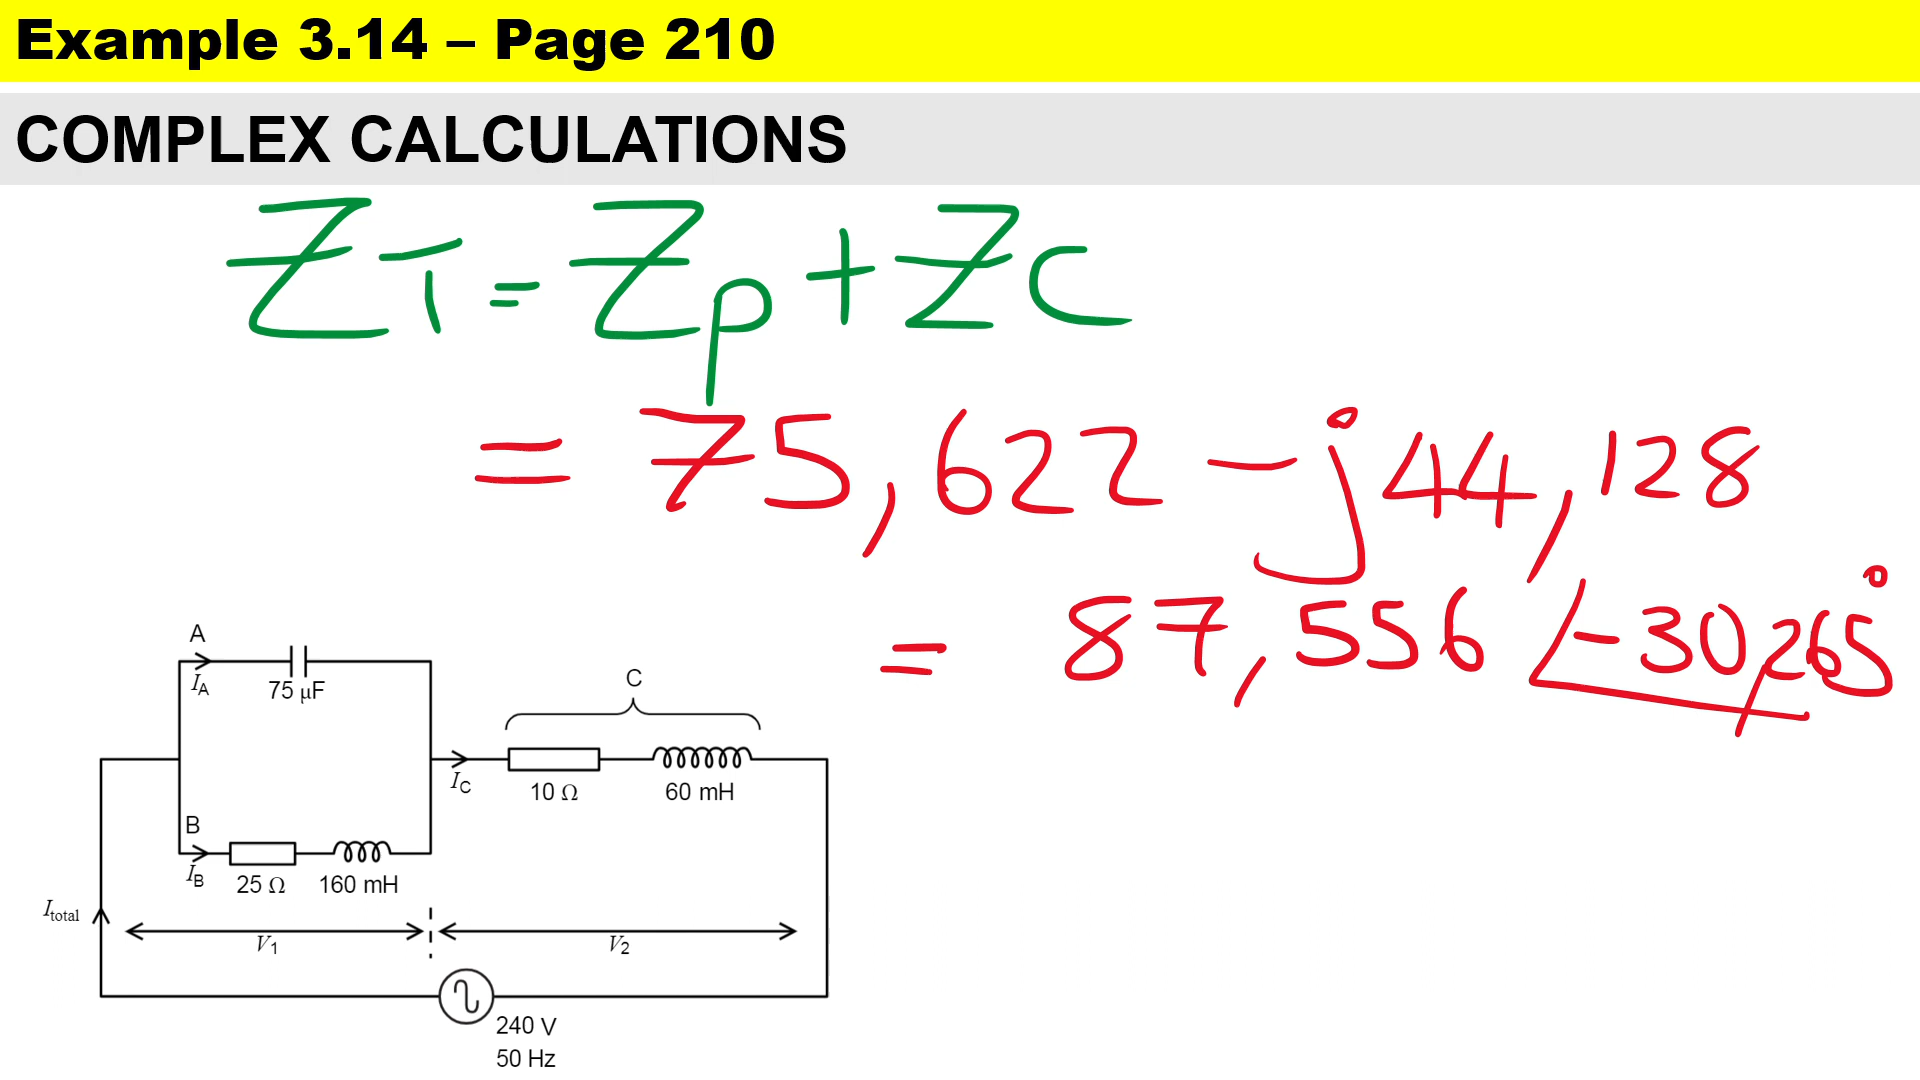 Example 3.14 – Page 210
COMPLEX CALCULATIONS
ZT = Zp + ZC
= 75,622 - j44,128
= 87,556 ∠-30,265°
A
IA
75 µF
C
IC
10 Ω
60 mH
B
IB
25 Ω
160 mH
Itotal
V1
V2
240 V
50 Hz